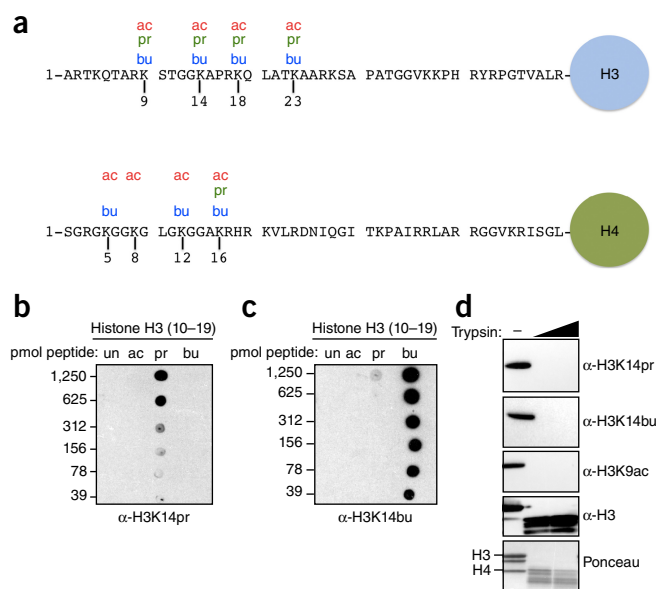 a
ac ac ac ac
pr pr pr pr
bu bu bu bu
1-ARTKQTARK STGGKAPRKQ LATKAARKSA PATGGVKKPH RYRPGTVALR- H3
9 14 18 23
ac ac ac ac
pr
bu bu bu
1-SGRGKGGKG LGKGGAKRHR KVLRDNIQGI TKPAIRRLAR RGGVKRISGL- H4
5 8 12 16
b
Histone H3 (10–19)
pmol peptide: un ac pr bu
1,250
625
312
156
78
39
α-H3K14pr
c
Histone H3 (10–19)
un ac pr bu
1,250
625
312
156
78
39
α-H3K14bu
d
Trypsin: –
α-H3K14pr
α-H3K14bu
α-H3K9ac
α-H3
H3
H4
Ponceau